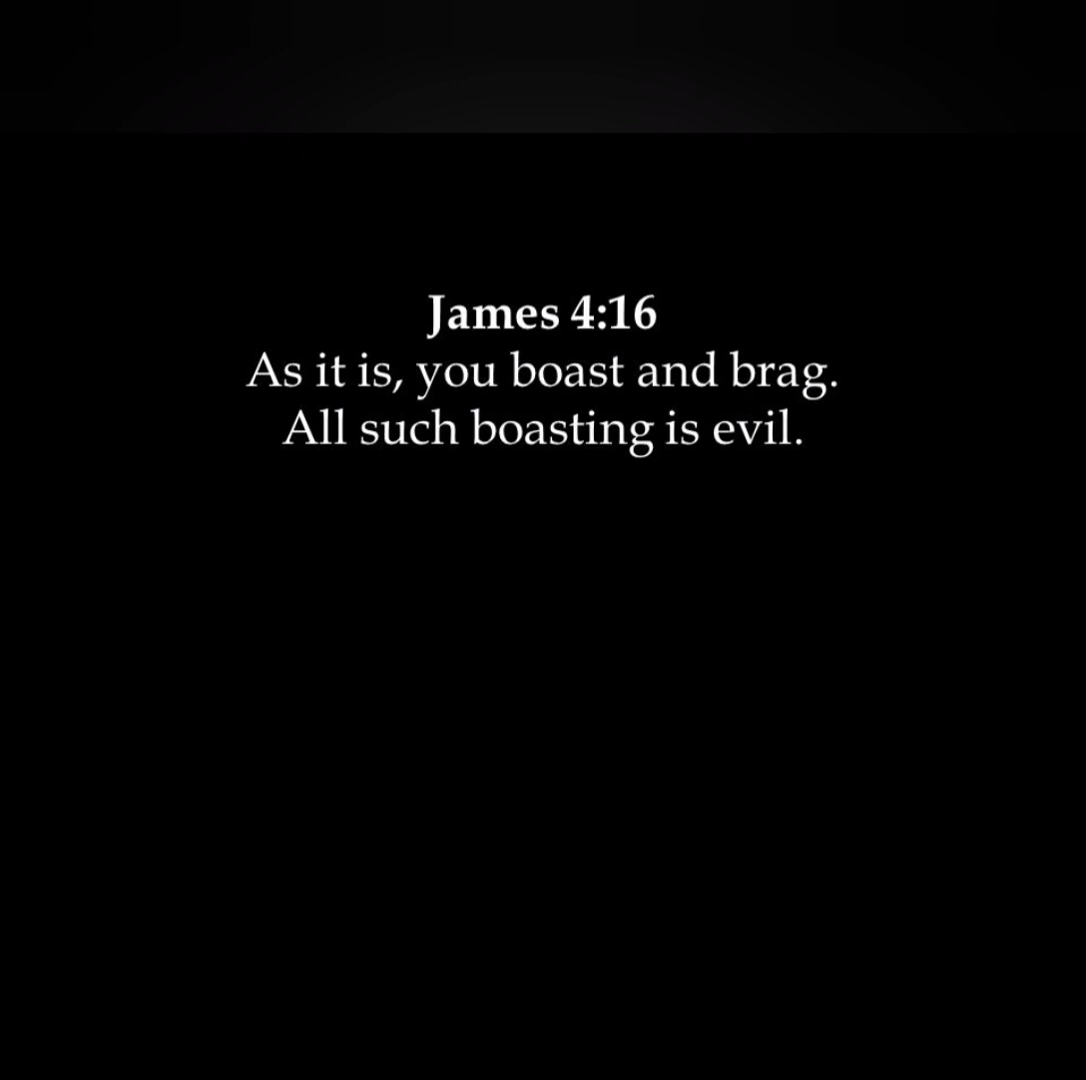 James 4:16
As it is, you boast and brag.
All such boasting is evil.